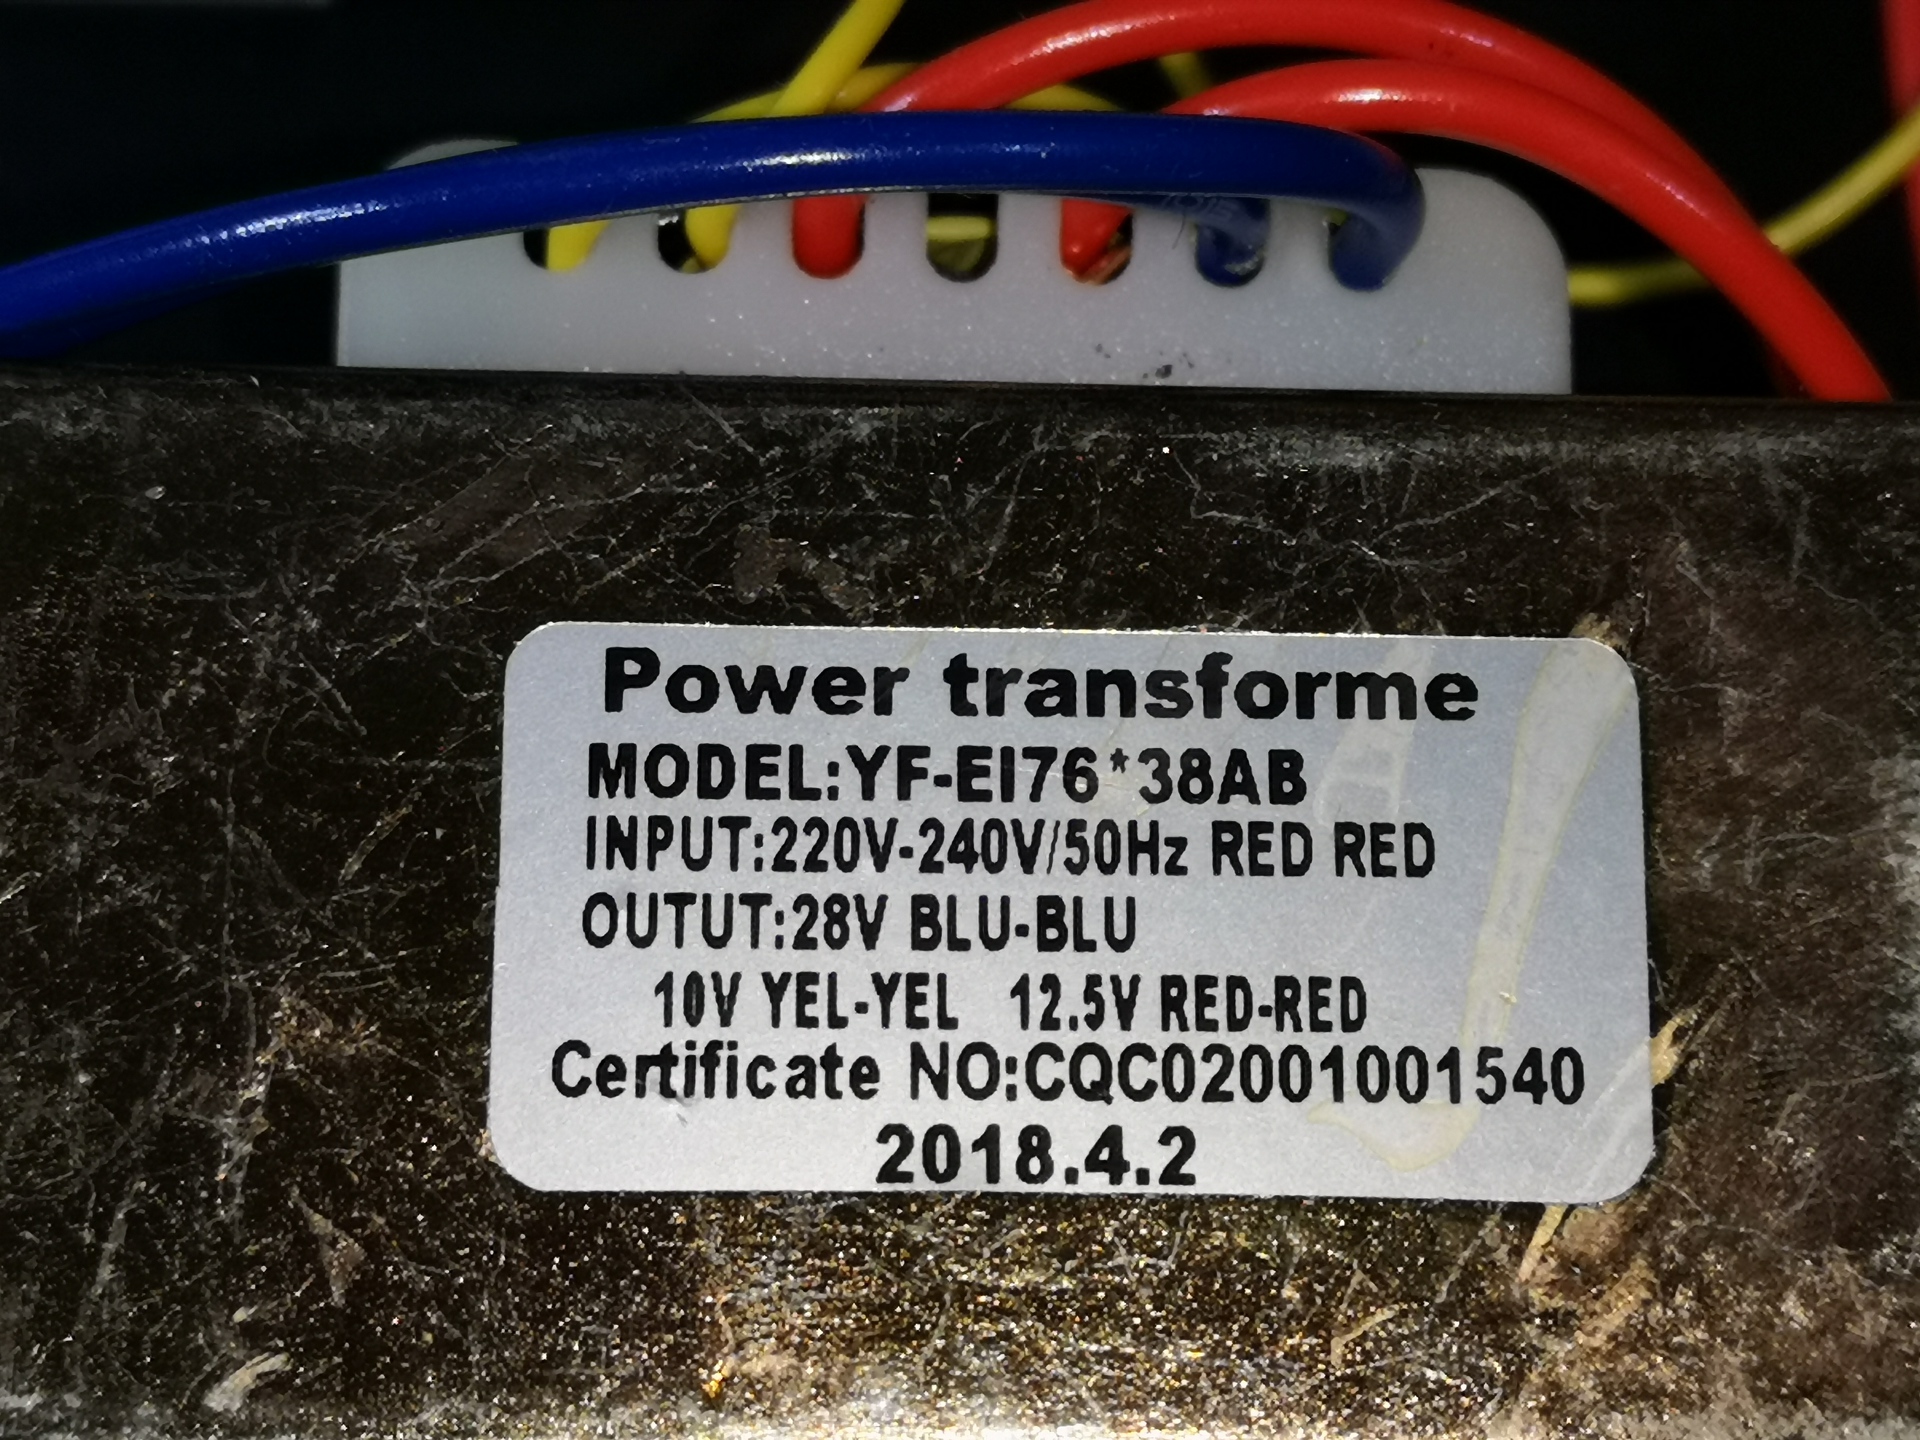 Power transforme
MODEL:YF-EI76*38AB
INPUT:220V-240V/50Hz RED RED
OUTUT:28V BLU-BLU
10V YEL-YEL 12.5V RED-RED
Certificate NO:CQC02001001540
2018.4.2